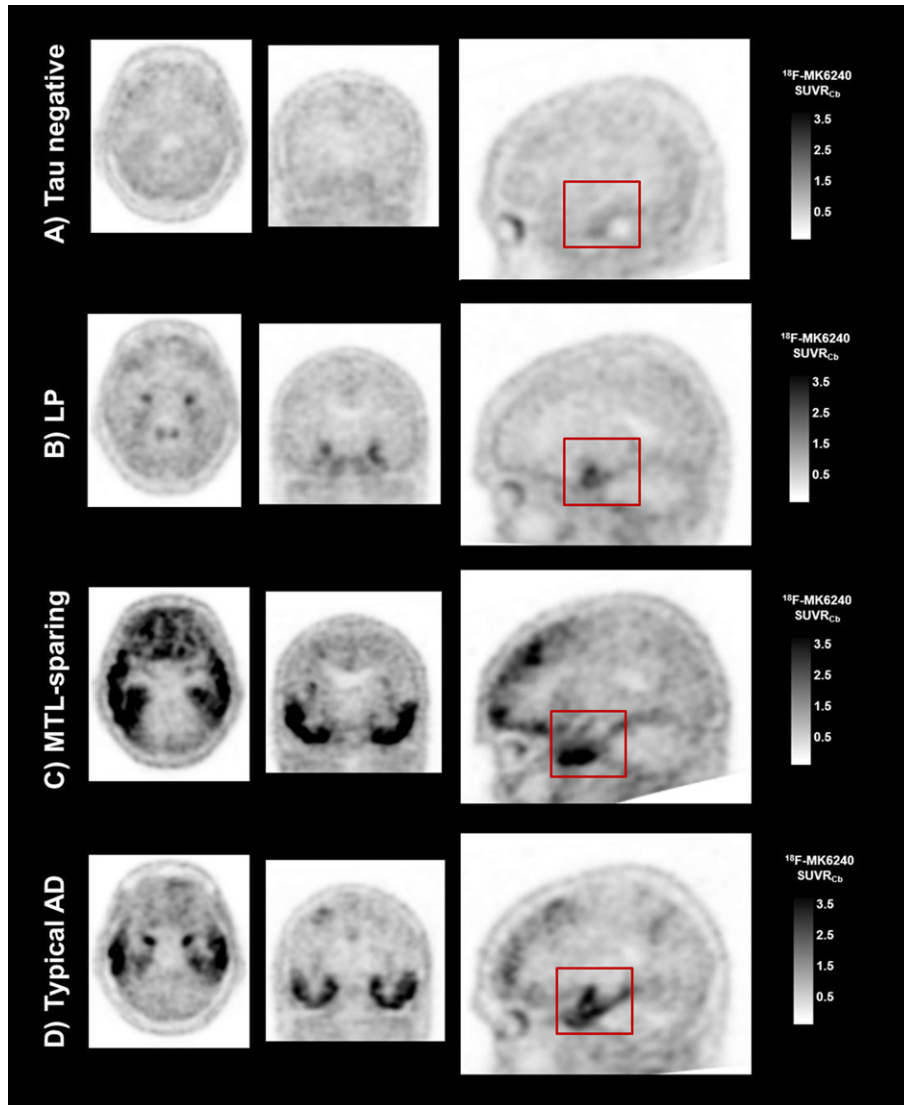 A) Tau negative
¹⁸F-MK6240
SUVR_Cb
3.5
2.5
1.5
0.5
B) LP
¹⁸F-MK6240
SUVR_Cb
3.5
2.5
1.5
0.5
C) MTL-sparing
¹⁸F-MK6240
SUVR_Cb
3.5
2.5
1.5
0.5
D) Typical AD
¹⁸F-MK6240
SUVR_Cb
3.5
2.5
1.5
0.5